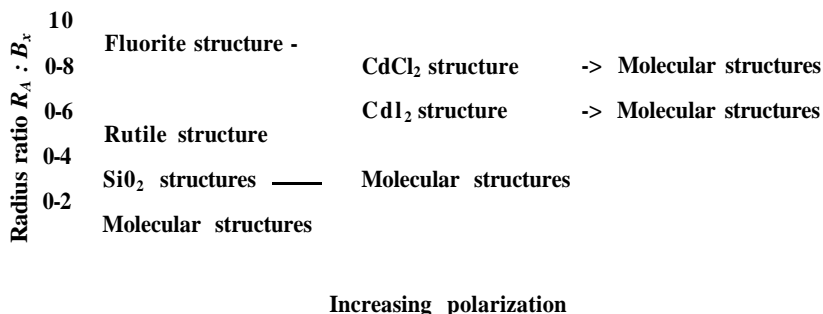 10
Fluorite structure -
0-8 CdCl2 structure -> Molecular structures
0-6 Cdl2 structure -> Molecular structures
Rutile structure
0-4
Si02 structures Molecular structures
0-2
Molecular structures
Radius ratio RA : Bx
Increasing polarization